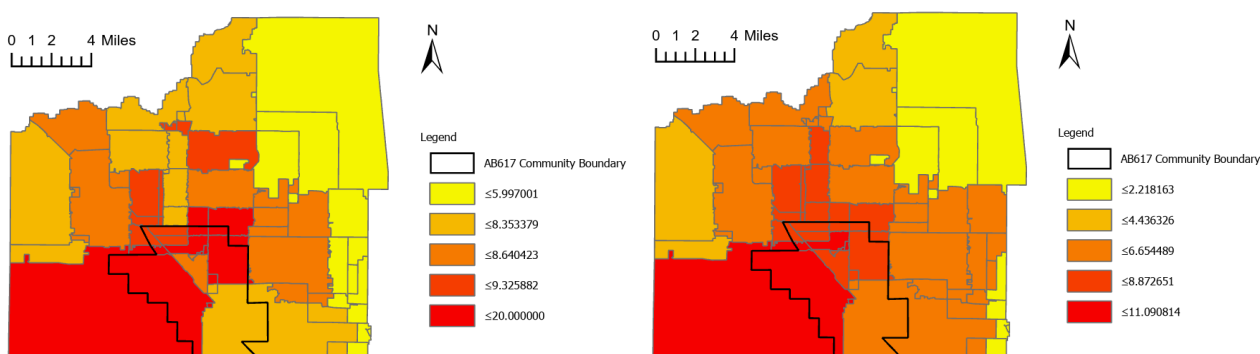 0 1 2 4 Miles
N
Legend
AB617 Community Boundary
≤5.997001
≤8.353379
≤8.640423
≤9.325882
≤20.000000
0 1 2 4 Miles
N
Legend
AB617 Community Boundary
≤2.218163
≤4.436326
≤6.654489
≤8.872651
≤11.090814